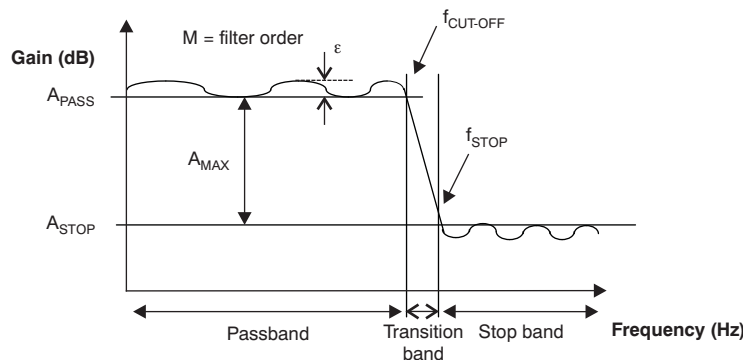 f_CUT-OFF
M = filter order
ε
Gain (dB)
A_PASS
f_STOP
A_MAX
A_STOP
Passband
Transition
band
Stop band
Frequency (Hz)